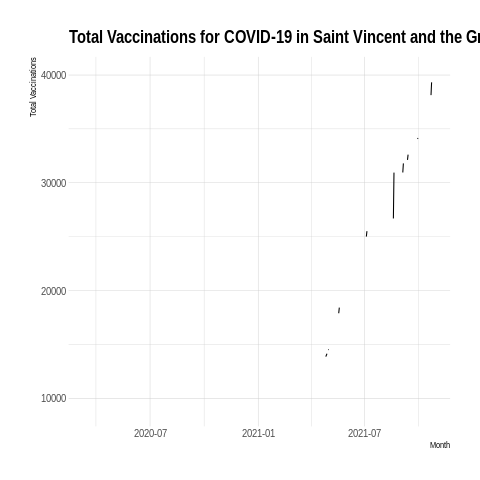 Total Vaccinations for COVID-19 in Saint Vincent and the Gr
Total Vaccinations
40000
30000
20000
10000
2020-07
2021-01
2021-07
Month